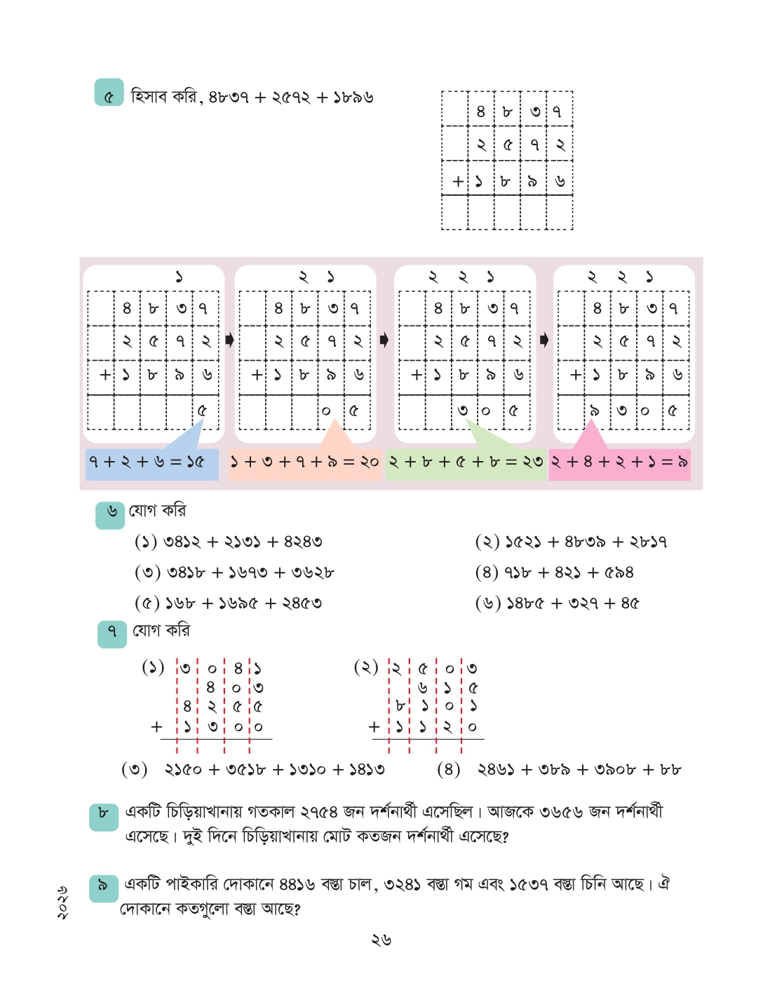 ৫ হিসাব করি, ৪৮৩৭ + ২৫৭২ + ১৮৯৬
৪ ৮ ৩ ৭
২ ৫ ৭ ২
+ ১ ৮ ৯ ৬
১
৪ ৮ ৩ ৭
২ ৫ ৭ ২
+ ১ ৮ ৯ ৬
৫
৭ + ২ + ৬ = ১৫
২ ১
৪ ৮ ৩ ৭
২ ৫ ৭ ২
+ ১ ৮ ৯ ৬
০ ৫
১ + ৩ + ৭ + ৯ = ২০
২ ২ ১
৪ ৮ ৩ ৭
২ ৫ ৭ ২
+ ১ ৮ ৯ ৬
৩ ০ ৫
২ + ৮ + ৫ + ৮ = ২৩
২ ২ ১
৪ ৮ ৩ ৭
২ ৫ ৭ ২
+ ১ ৮ ৯ ৬
৯ ৩ ০ ৫
২ + ৪ + ২ + ১ = ৯
৬ যোগ করি
(১) ৩৪১২ + ২১৩১ + ৪২৪৩ (২) ১৫২১ + ৪৮৩৯ + ২৮১৭
(৩) ৩৪১৮ + ১৬৭৩ + ৩৬২৮ (৪) ৭১৮ + ৪২১ + ৫৯৪
(৫) ১৬৮ + ১৬৯৫ + ২৪৫৩ (৬) ১৪৮৫ + ৩২৭ + ৪৫
৭ যোগ করি
(১) ৩ ০ ৪ ১
৪ ০ ৩
৪ ২ ৫ ৫
+ ১ ৩ ০ ০
(২) ২ ৫ ০ ৩
৬ ১ ৫
৮ ১ ০ ১
+ ১ ১ ২ ০
(৩) ২১৫০ + ৩৫১৮ + ১৩১০ + ১৪১৩ (৪) ২৪৬১ + ৩৮৯ + ৩৯০৮ + ৮৮
৮ একটি চিড়িয়াখানায় গতকাল ২৭৫৪ জন দর্শনার্থী এসেছিল। আজকে ৩৬৫৬ জন দর্শনার্থী
এসেছে। দুই দিনে চিড়িয়াখানায় মোট কতজন দর্শনার্থী এসেছে?
৯ একটি পাইকারি দোকানে ৪৪১৬ বস্তা চাল, ৩২৪১ বস্তা গম এবং ১৫৩৭ বস্তা চিনি আছে। ঐ
দোকানে কতগুলো বস্তা আছে?
২০২৬
২৬